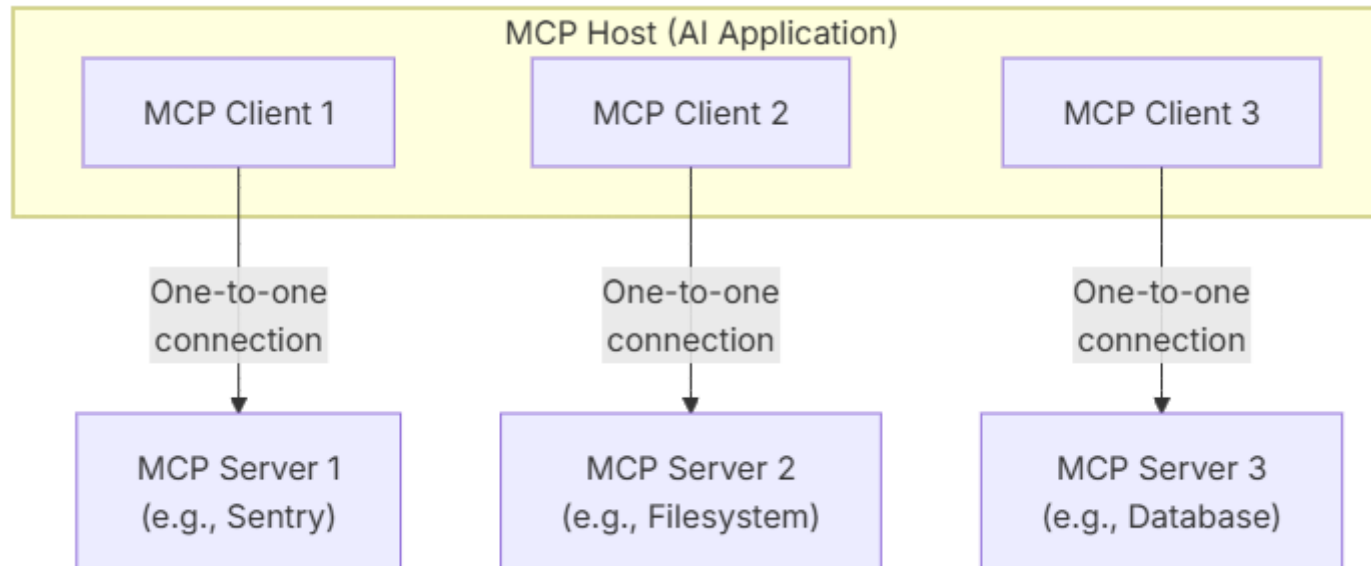 MCP Host (AI Application)
MCP Client 1
MCP Client 2
MCP Client 3
One-to-one
connection
One-to-one
connection
One-to-one
connection
MCP Server 1
(e.g., Sentry)
MCP Server 2
(e.g., Filesystem)
MCP Server 3
(e.g., Database)